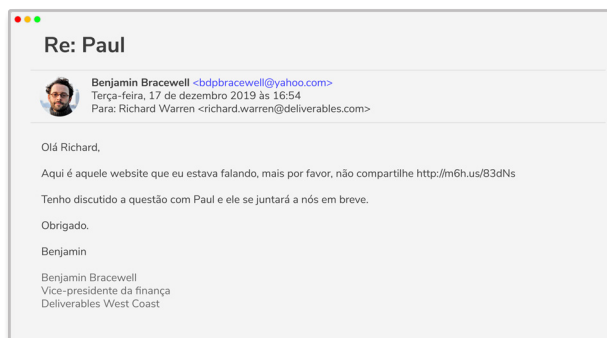 Re: Paul
Benjamin Bracewell <bdpbracewell@yahoo.com>
Terça-feira, 17 de dezembro 2019 às 16:54
Para: Richard Warren <richard.warren@deliverables.com>
Olá Richard,
Aqui é aquele website que eu estava falando, mais por favor, não compartilhe http://m6h.us/83dNs
Tenho discutido a questão com Paul e ele se juntará a nós em breve.
Obrigado.
Benjamin
Benjamin Bracewell
Vice-presidente da finança
Deliverables West Coast